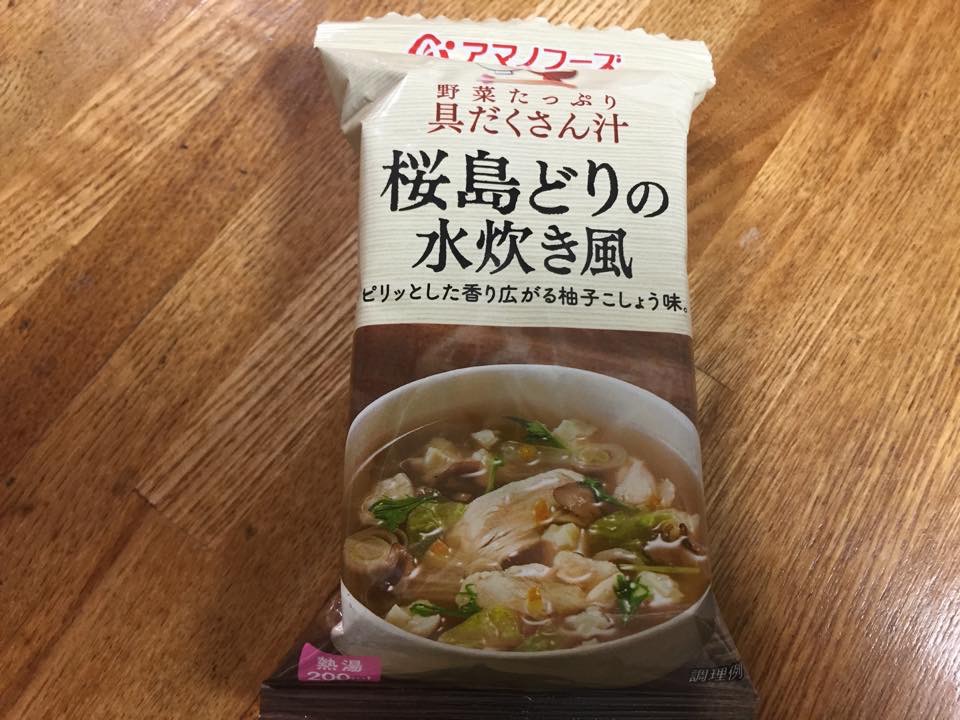 アマノフーズ
野菜たっぷり
具だくさん汁
桜島どりの
水炊き風
ピリッとした香り広がる柚子こしょう味。
熱湯
200
調理例